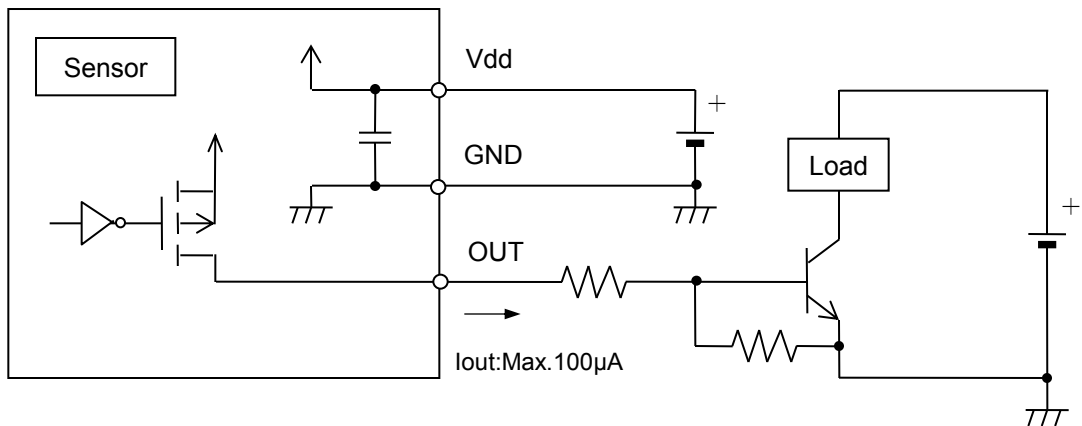 Sensor
Vdd
+
GND
Load
+
OUT
Iout:Max.100μA